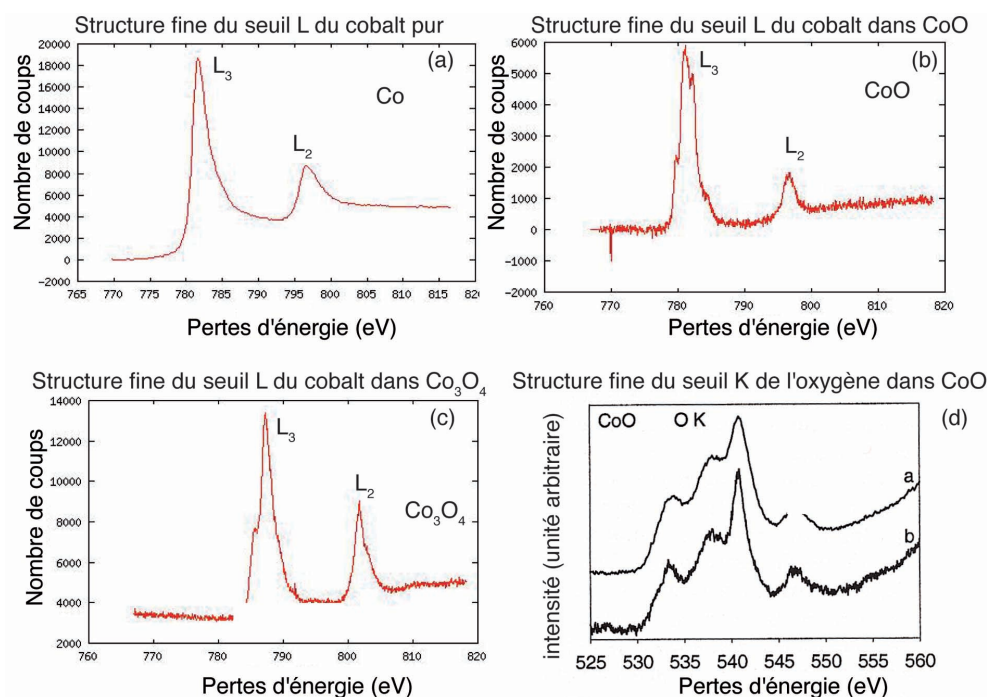 Structure fine du seuil L du cobalt pur
(a)
L3
Co
L2
Nombre de coups
20000
18000
16000
14000
12000
10000
8000
6000
4000
2000
0
−2000
765 770 775 780 785 790 795 800 805 810 815 820
Pertes d'énergie (eV)
Structure fine du seuil L du cobalt dans CoO
(b)
L3
CoO
L2
Nombre de coups
6000
5000
4000
3000
2000
1000
0
−1000
−2000
760 770 780 790 800 810 820
Pertes d'énergie (eV)
Structure fine du seuil L du cobalt dans Co3O4
(c)
L3
L2
Co3O4
Nombre de coups
14000
12000
10000
8000
6000
4000
2000
760 770 780 790 800 810 820
Pertes d'énergie (eV)
Structure fine du seuil K de l'oxygène dans CoO
(d)
CoO O K
a
b
intensité (unité arbitraire)
525 530 535 540 545 550 555 560
Pertes d'énergie (eV)